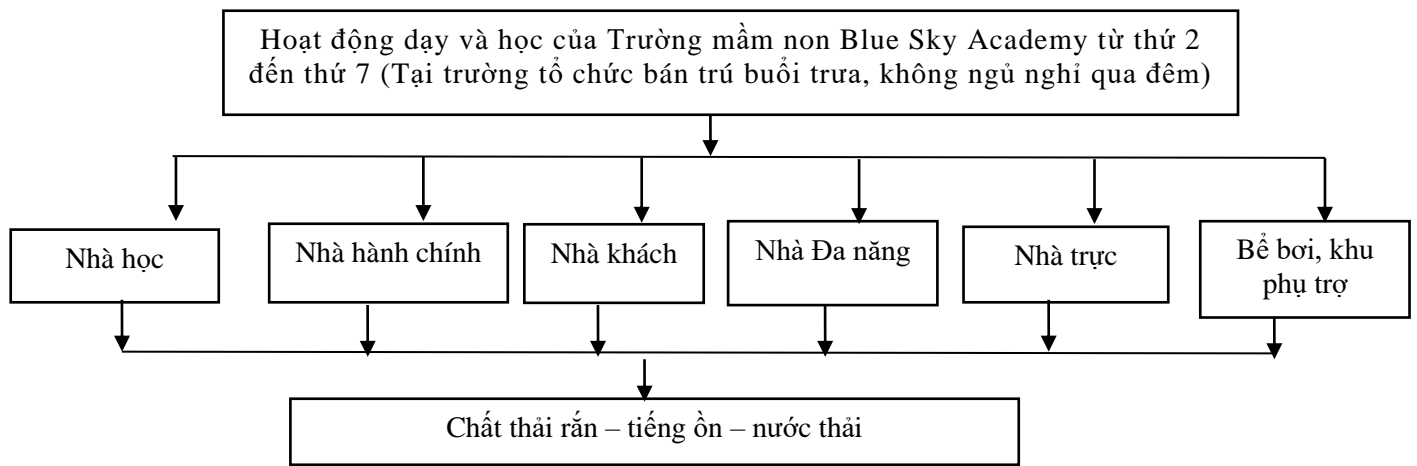 Hoạt động dạy và học của Trường mầm non Blue Sky Academy từ thứ 2
đến thứ 7 (Tại trường tổ chức bán trú buổi trưa, không ngủ nghỉ qua đêm)
Nhà học
Nhà hành chính
Nhà khách
Nhà Đa năng
Nhà trực
Bể bơi, khu
phụ trợ
Chất thải rắn – tiếng ồn – nước thải